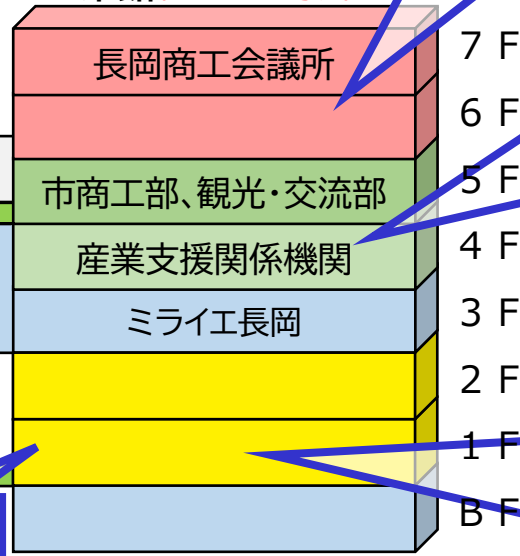 長岡商工会議所
7 F
6 F
市商工部、観光・交流部
5 F
産業支援関係機関
4 F
ミライエ長岡
3 F
2 F
1 F
B F